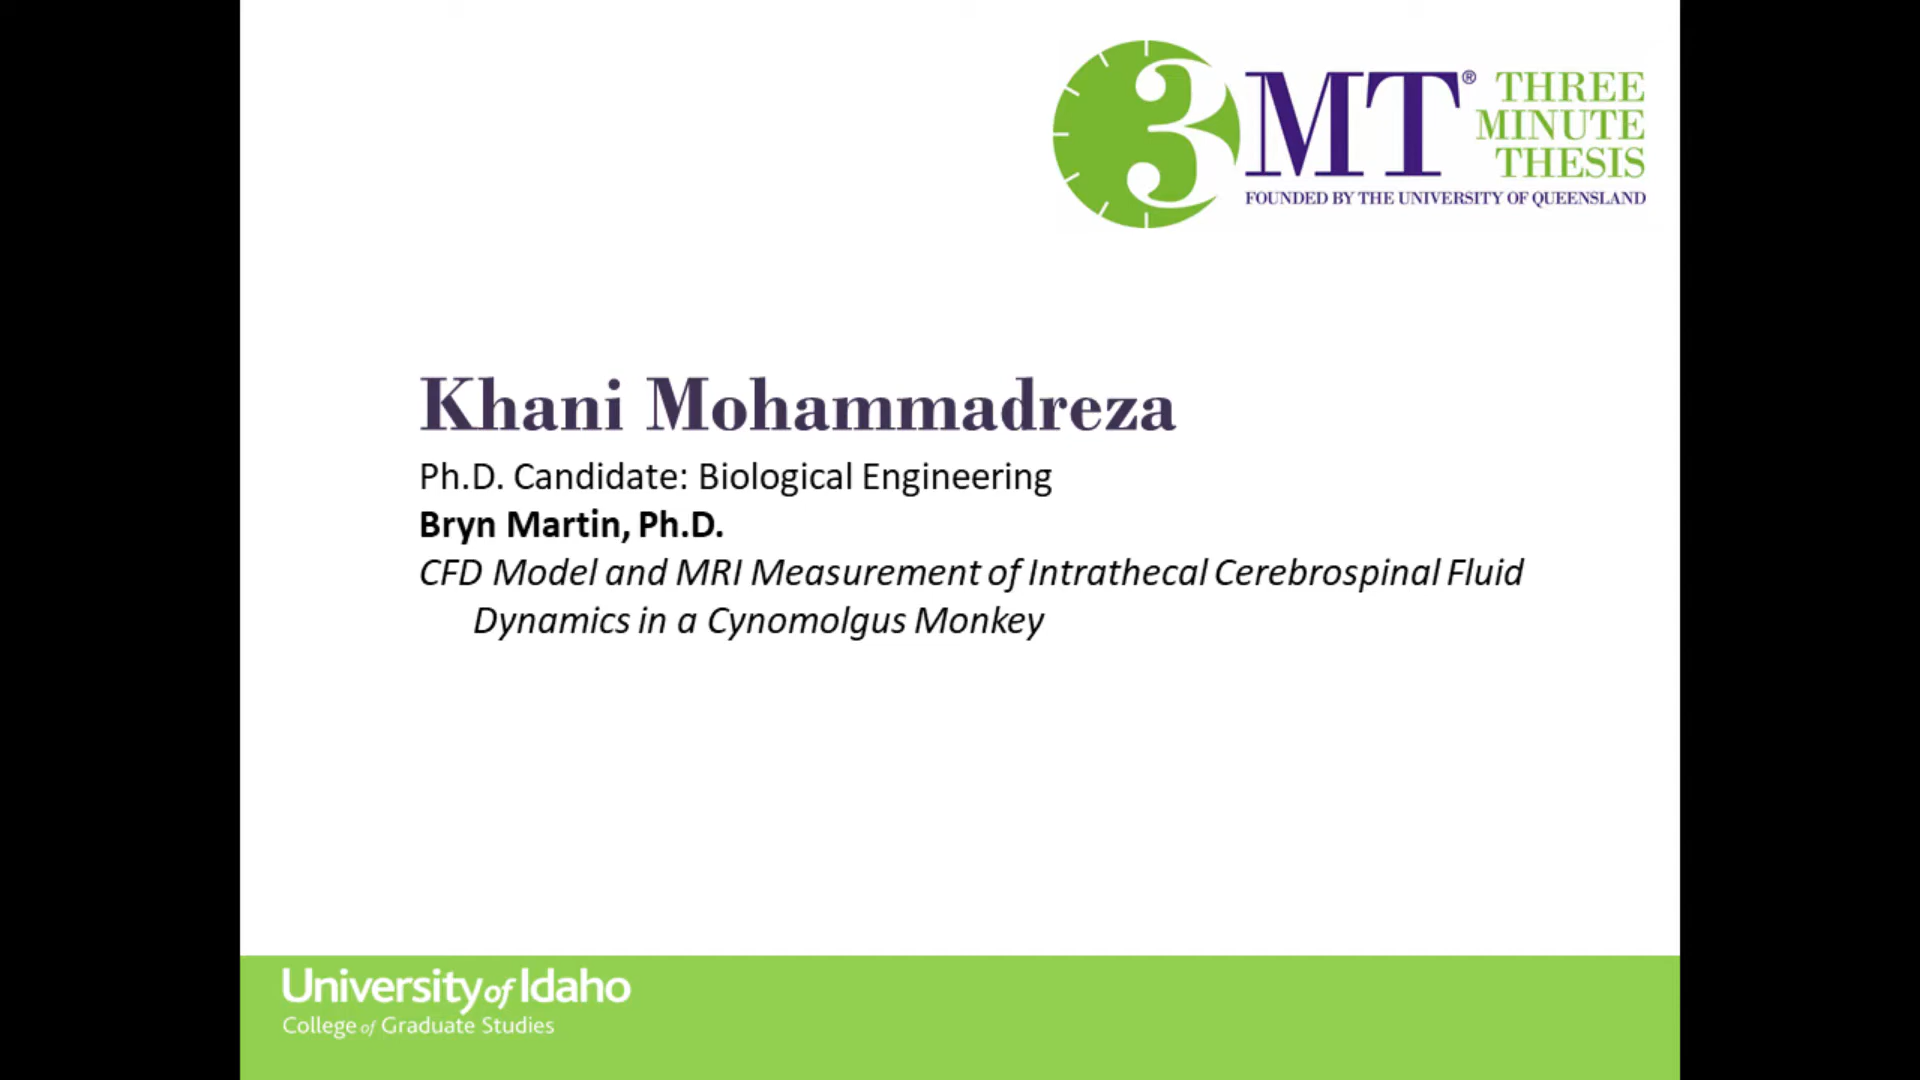 3MT® THREE
MINUTE
THESIS
FOUNDED BY THE UNIVERSITY OF QUEENSLAND
Khani Mohammadreza
Ph.D. Candidate: Biological Engineering
Bryn Martin, Ph.D.
CFD Model and MRI Measurement of Intrathecal Cerebrospinal Fluid
Dynamics in a Cynomolgus Monkey
University of Idaho
College of Graduate Studies